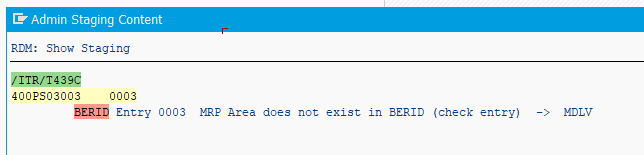 Admin Staging Content
RDM: Show Staging
/ITR/T439C
400PS03003    0003
BERID Entry 0003  MRP Area does not exist in BERID (check entry)  ->  MDLV